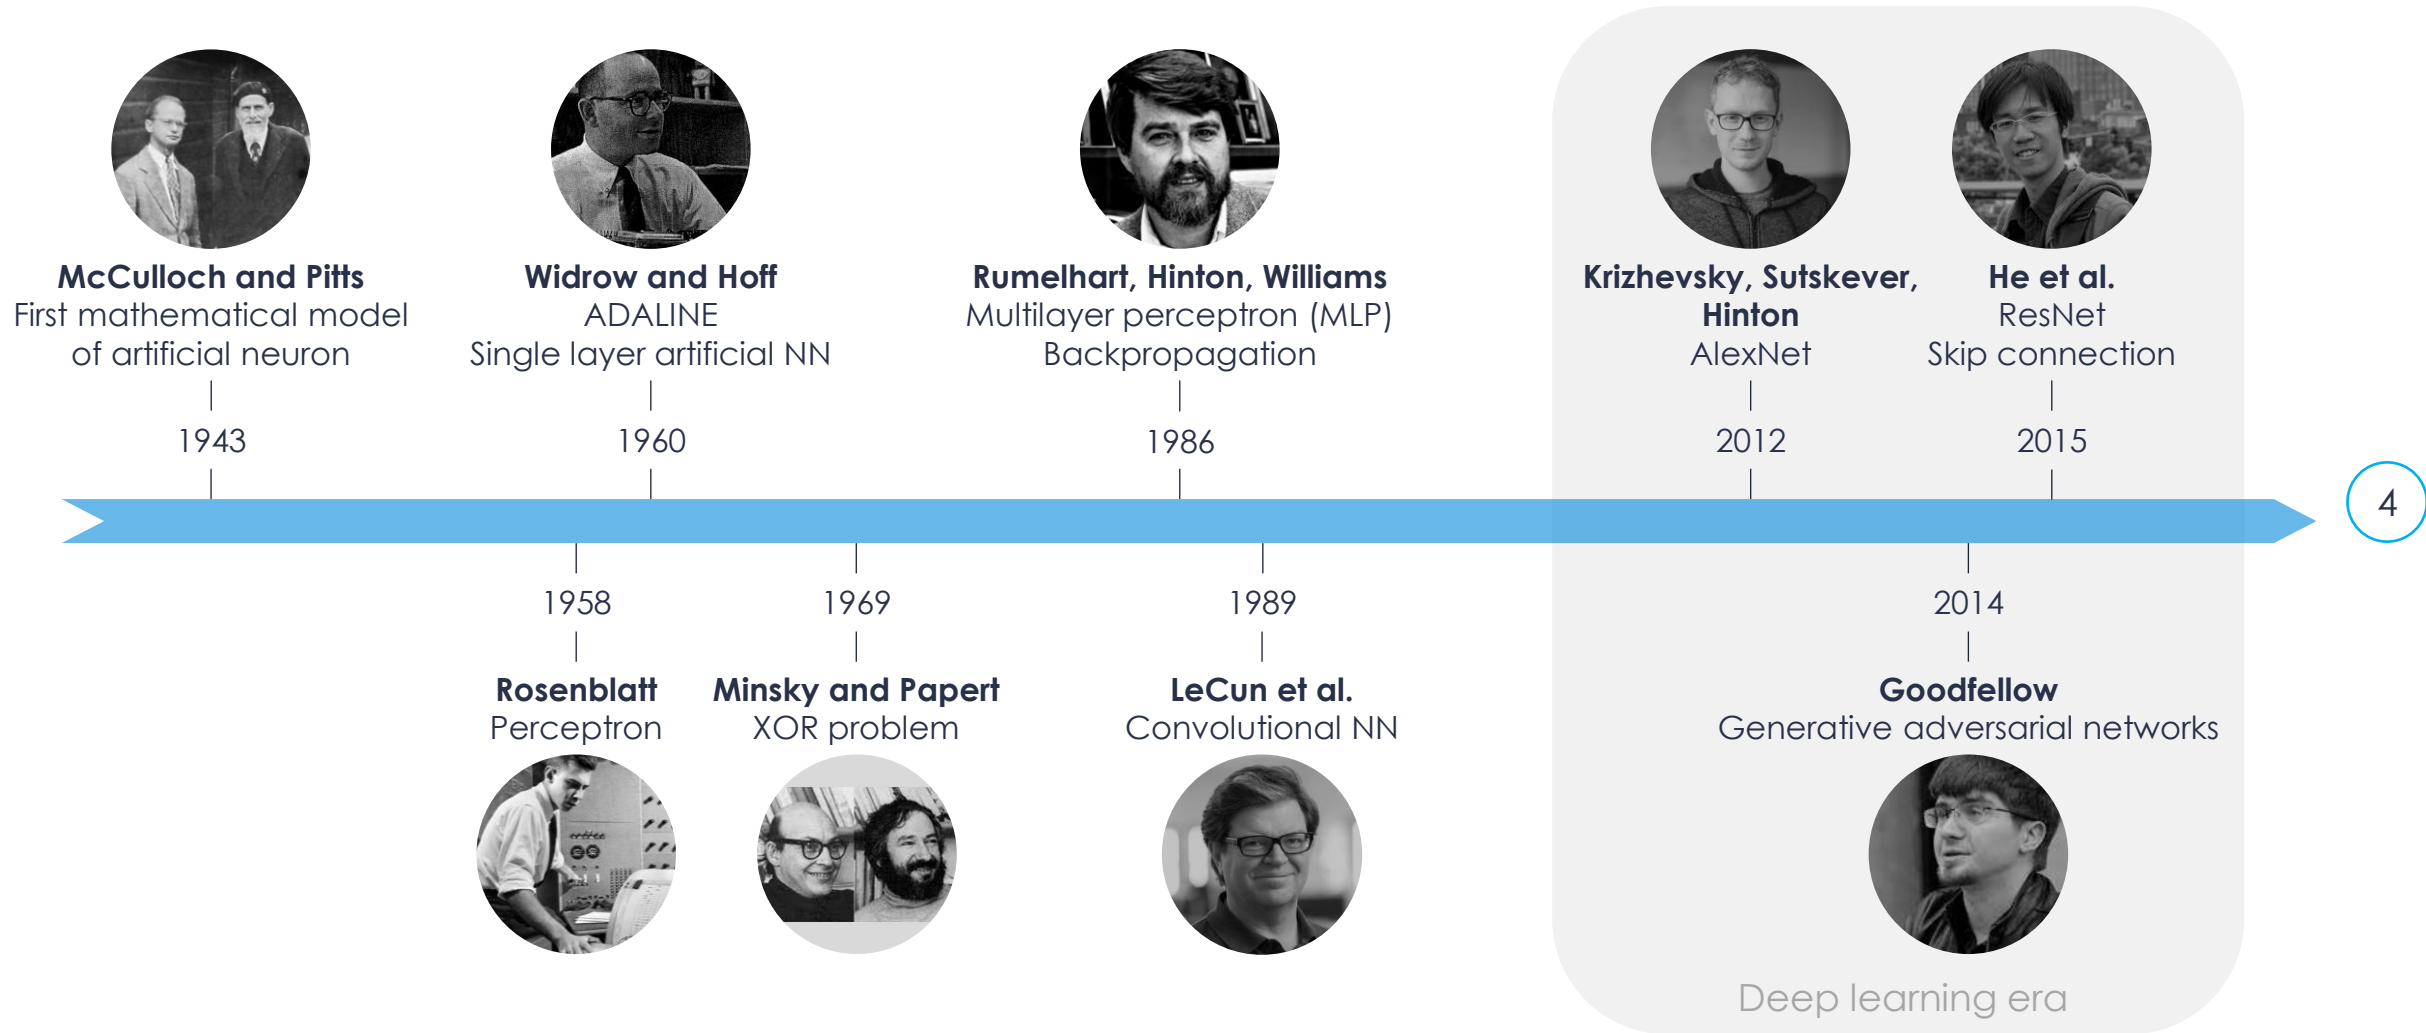 McCulloch and Pitts
First mathematical model
of artificial neuron
1943
Widrow and Hoff
ADALINE
Single layer artificial NN
1960
Rumelhart, Hinton, Williams
Multilayer perceptron (MLP)
Backpropagation
1986
Krizhevsky, Sutskever,
Hinton
AlexNet
2012
He et al.
ResNet
Skip connection
2015
4
1958
Rosenblatt
Perceptron
1969
Minsky and Papert
XOR problem
1989
LeCun et al.
Convolutional NN
2014
Goodfellow
Generative adversarial networks
Deep learning era